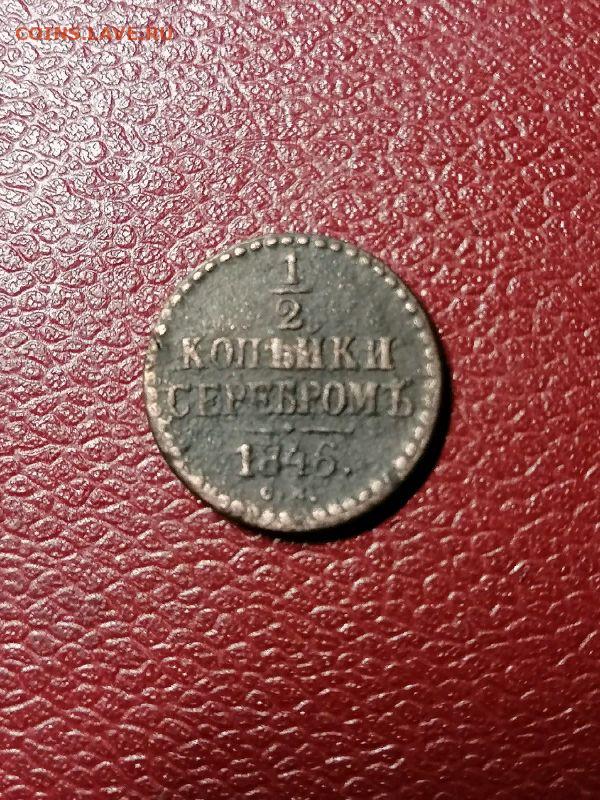 COINS.LAVE.RU
1
2
КОПѢЙКИ
СЕРЕБРОМЪ
1846.
С.М.